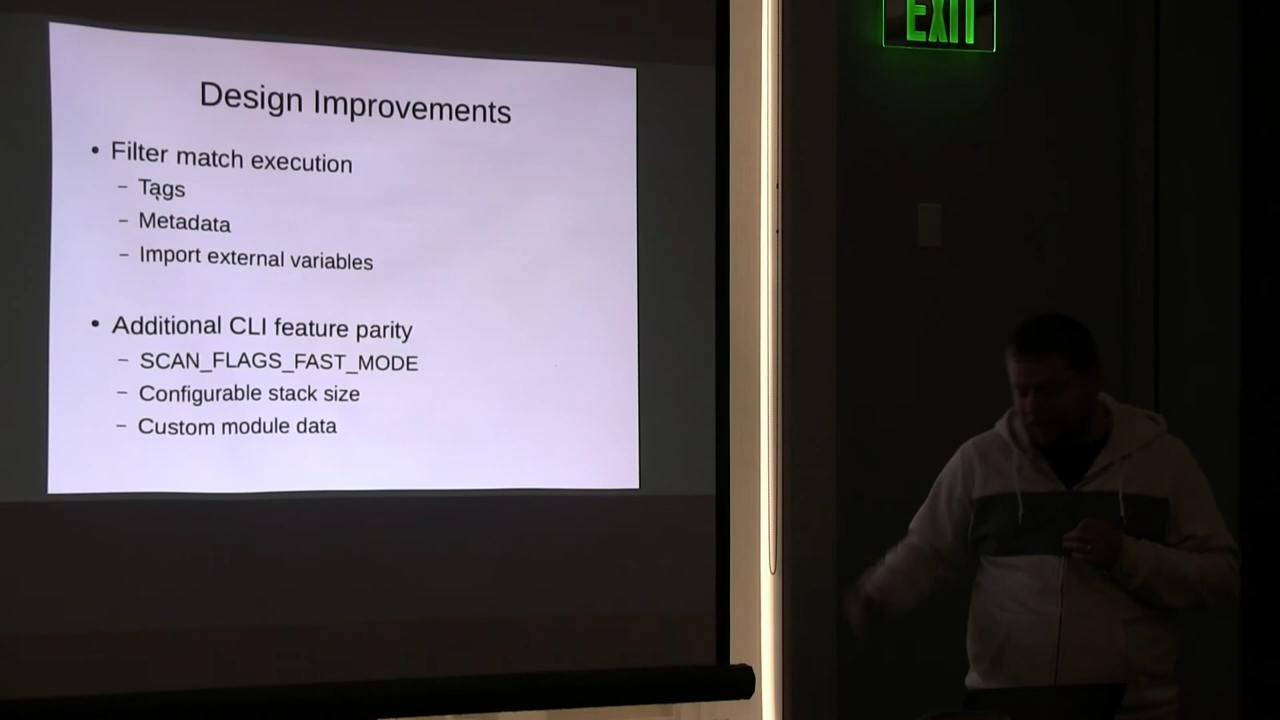 EXIT
Design Improvements
• Filter match execution
– Tags
– Metadata
– Import external variables
• Additional CLI feature parity
– SCAN_FLAGS_FAST_MODE
– Configurable stack size
– Custom module data